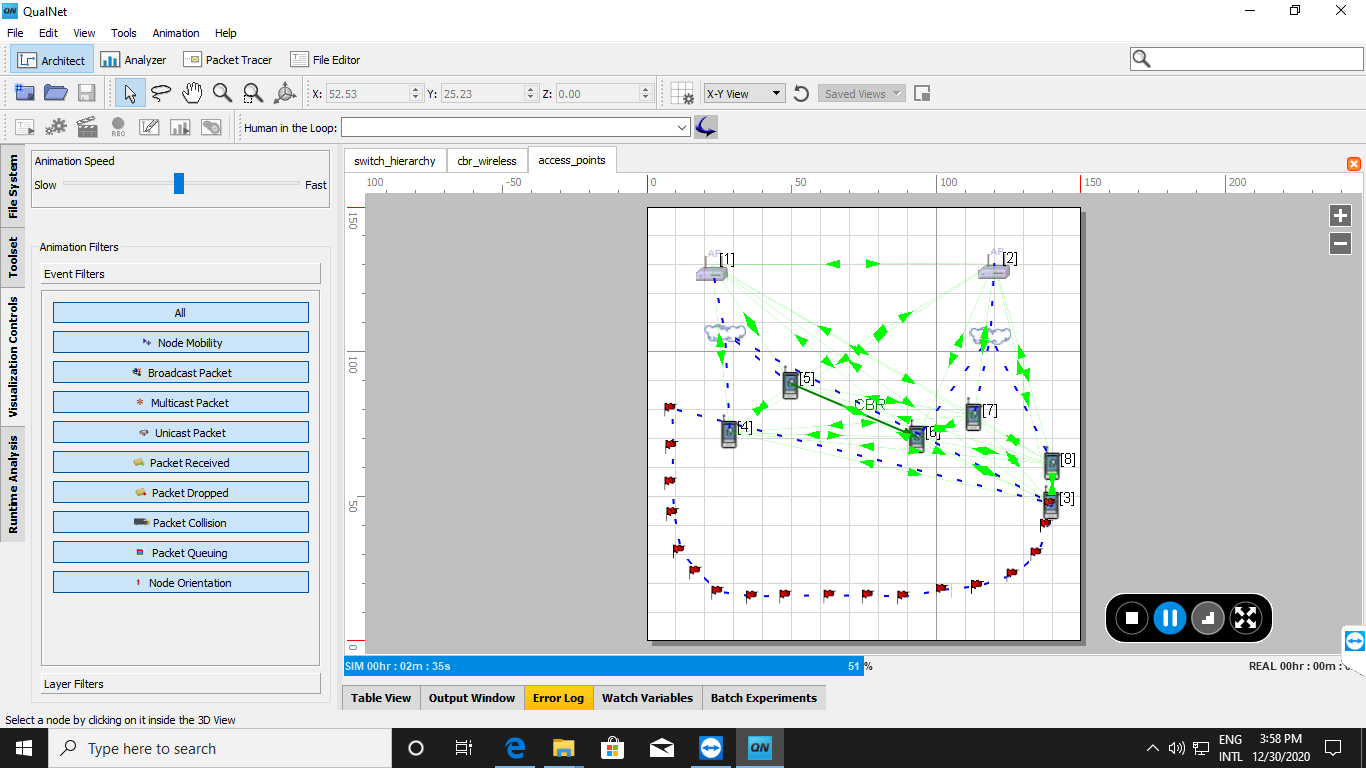 QN QualNet
File Edit View Tools Animation Help
Architect Analyzer Packet Tracer File Editor
X: 52.53 Y: 25.23 Z: 0.00 X-Y View Saved Views
REC Human in the Loop:
File System
Toolset
Visualization Controls
Runtime Analysis
Animation Speed
Slow Fast
Animation Filters
Event Filters
All
Node Mobility
Broadcast Packet
Multicast Packet
Unicast Packet
Packet Received
Packet Dropped
Packet Collision
Packet Queuing
Node Orientation
Layer Filters
switch_hierarchy cbr_wireless access_points
100 -50 0 50 100 150 200
150
100
50
0
AP AP
[1] [2]
[5]
CBR
[7]
[4] [6]
[8]
[3]
SIM 00hr : 02m : 35s 51 % REAL 00hr : 00m :
Table View Output Window Error Log Watch Variables Batch Experiments
Select a node by clicking on it inside the 3D View
Type here to search
QN
ENG 3:58 PM
INTL 12/30/2020